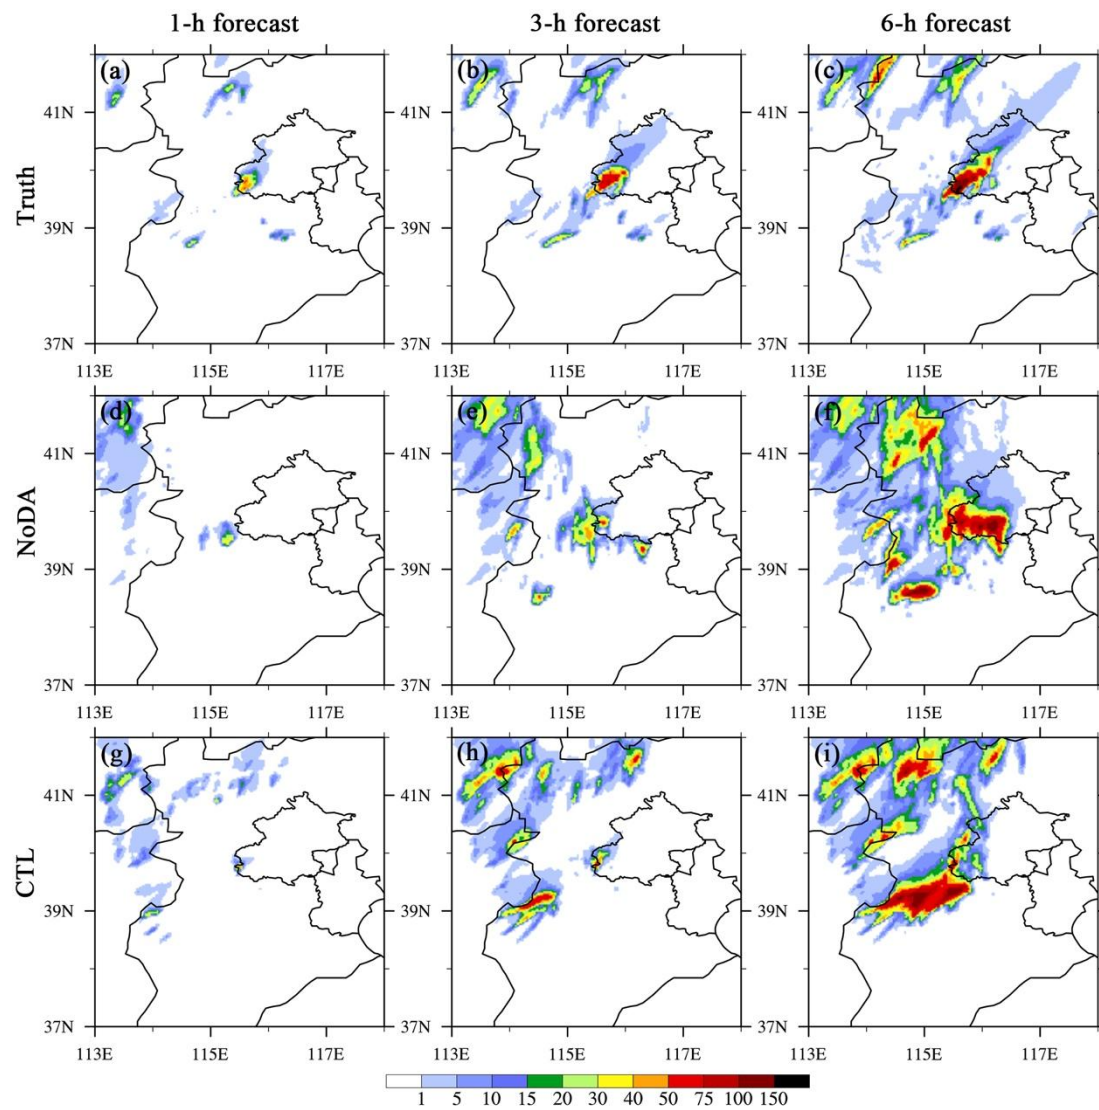 1-h forecast 3-h forecast 6-h forecast
Truth
(a) (b) (c)
41N 41N 41N
39N 39N 39N
37N 37N 37N
113E 115E 117E 113E 115E 117E 113E 115E 117E
NoDA
(d) (e) (f)
41N 41N 41N
39N 39N 39N
37N 37N 37N
113E 115E 117E 113E 115E 117E 113E 115E 117E
CTL
(g) (h) (i)
41N 41N 41N
39N 39N 39N
37N 37N 37N
113E 115E 117E 113E 115E 117E 113E 115E 117E
1 5 10 15 20 30 40 50 75 100 150